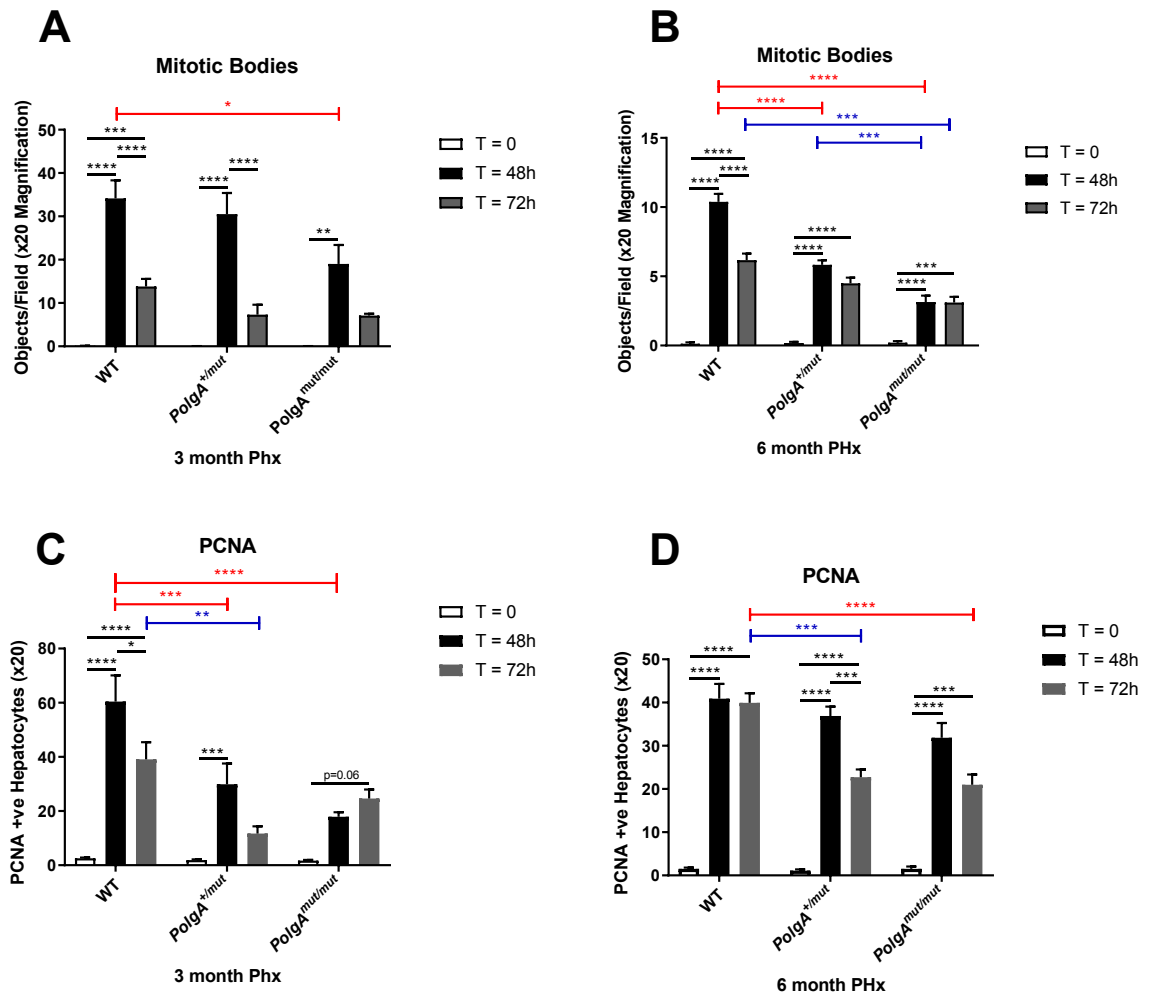 A
Mitotic Bodies
*
***
****
****
****
****
**
Objects/Field (x20 Magnification)
50
40
30
20
10
0
WT
PolgA+/mut
PolgAmut/mut
3 month Phx
T = 0
T = 48h
T = 72h
B
Mitotic Bodies
****
****
***
***
****
****
****
****
****
***
****
Objects/Field (x20 Magnification)
15
10
5
0
WT
PolgA+/mut
PolgAmut/mut
6 month PHx
T = 0
T = 48h
T = 72h
C
PCNA
****
***
**
****
*
****
***
p=0.06
PCNA +ve Hepatocytes (x20)
80
60
40
20
0
WT
PolgA+/mut
PolgAmut/mut
3 month Phx
T = 0
T = 48h
T = 72h
D
PCNA
****
***
****
****
****
***
****
***
****
PCNA +ve Hepatocytes (x20)
50
40
30
20
10
0
WT
PolgA+/mut
PolgAmut/mut
6 month PHx
T = 0
T = 48h
T = 72h